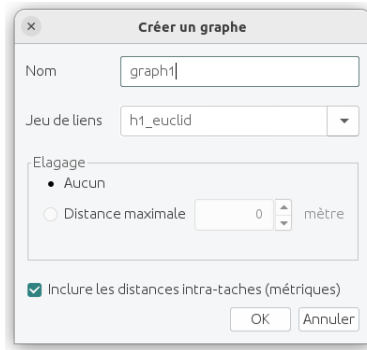 Créer un graphe
Nom graph1
Jeu de liens h1_euclid
Elagage
Aucun
Distance maximale 0 mètre
Inclure les distances intra-taches (métriques)
OK Annuler